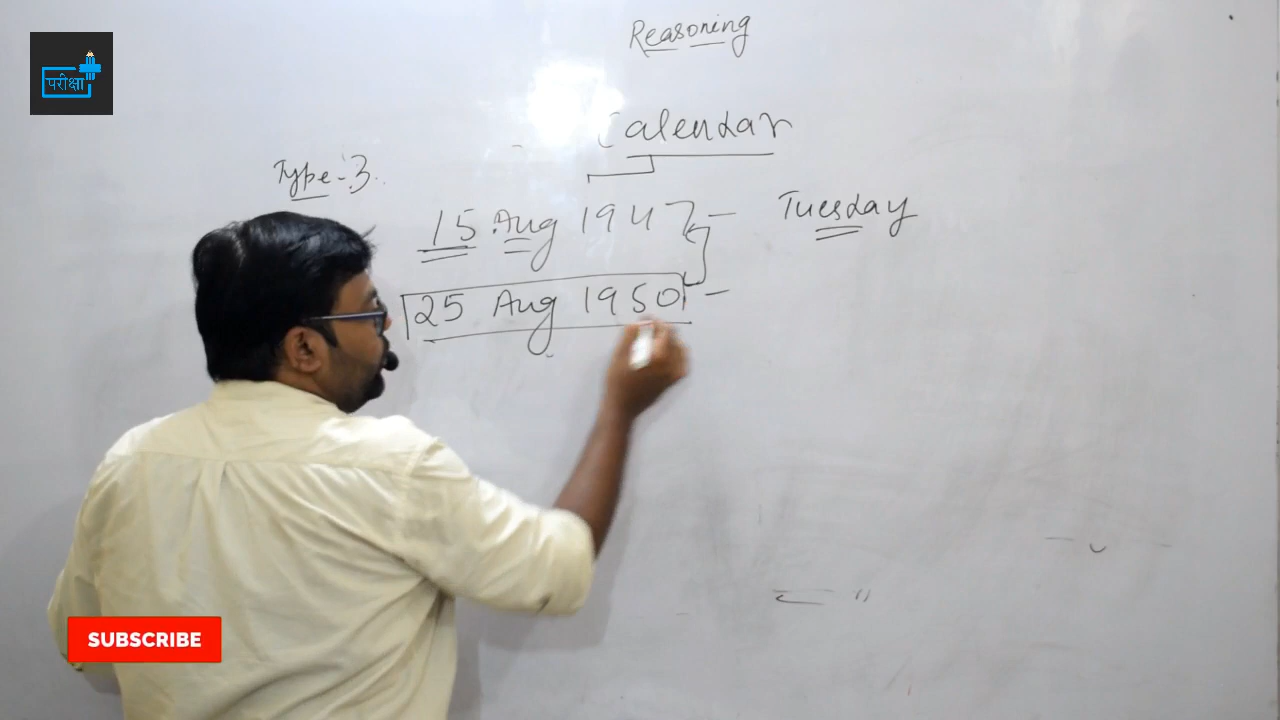 परीक्षा
Reasoning
Calendar
Type-3.
15 Aug 1947 - Tuesday
25 Aug 1950 -
SUBSCRIBE